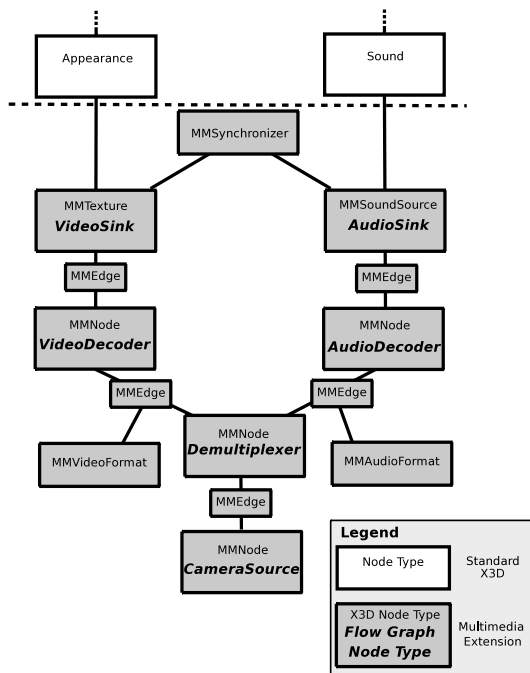 Appearance
Sound
MMSynchronizer
MMTexture
VideoSink
MMSoundSource
AudioSink
MMEdge
MMEdge
MMNode
VideoDecoder
MMNode
AudioDecoder
MMEdge
MMEdge
MMVideoFormat
MMNode
Demultiplexer
MMAudioFormat
MMEdge
MMNode
CameraSource
Legend
Node Type
Standard
X3D
X3D Node Type
Flow Graph
Node Type
Multimedia
Extension